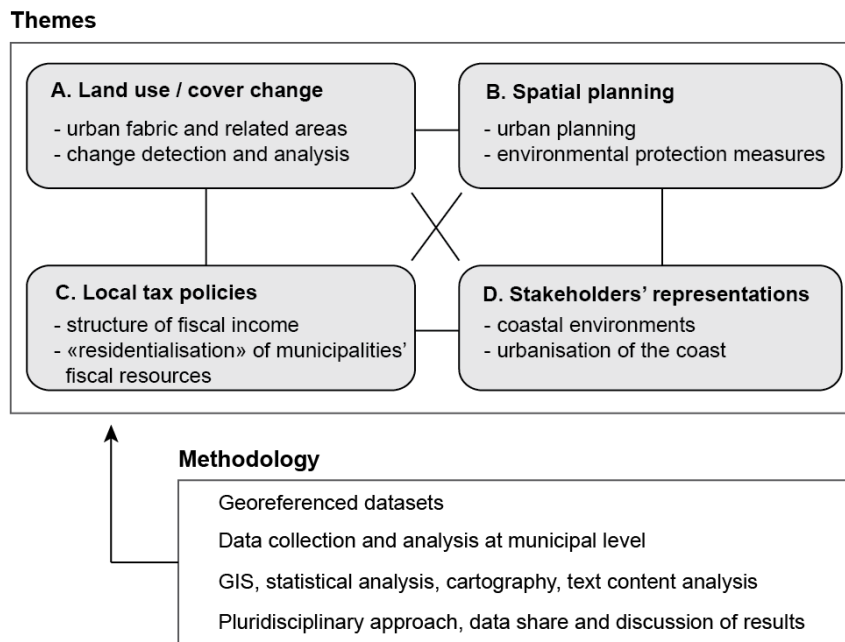 Themes
A. Land use / cover change
- urban fabric and related areas
- change detection and analysis
B. Spatial planning
- urban planning
- environmental protection measures
C. Local tax policies
- structure of fiscal income
- «residentialisation» of municipalities’
fiscal resources
D. Stakeholders’ representations
- coastal environments
- urbanisation of the coast
Methodology
Georeferenced datasets
Data collection and analysis at municipal level
GIS, statistical analysis, cartography, text content analysis
Pluridisciplinary approach, data share and discussion of results